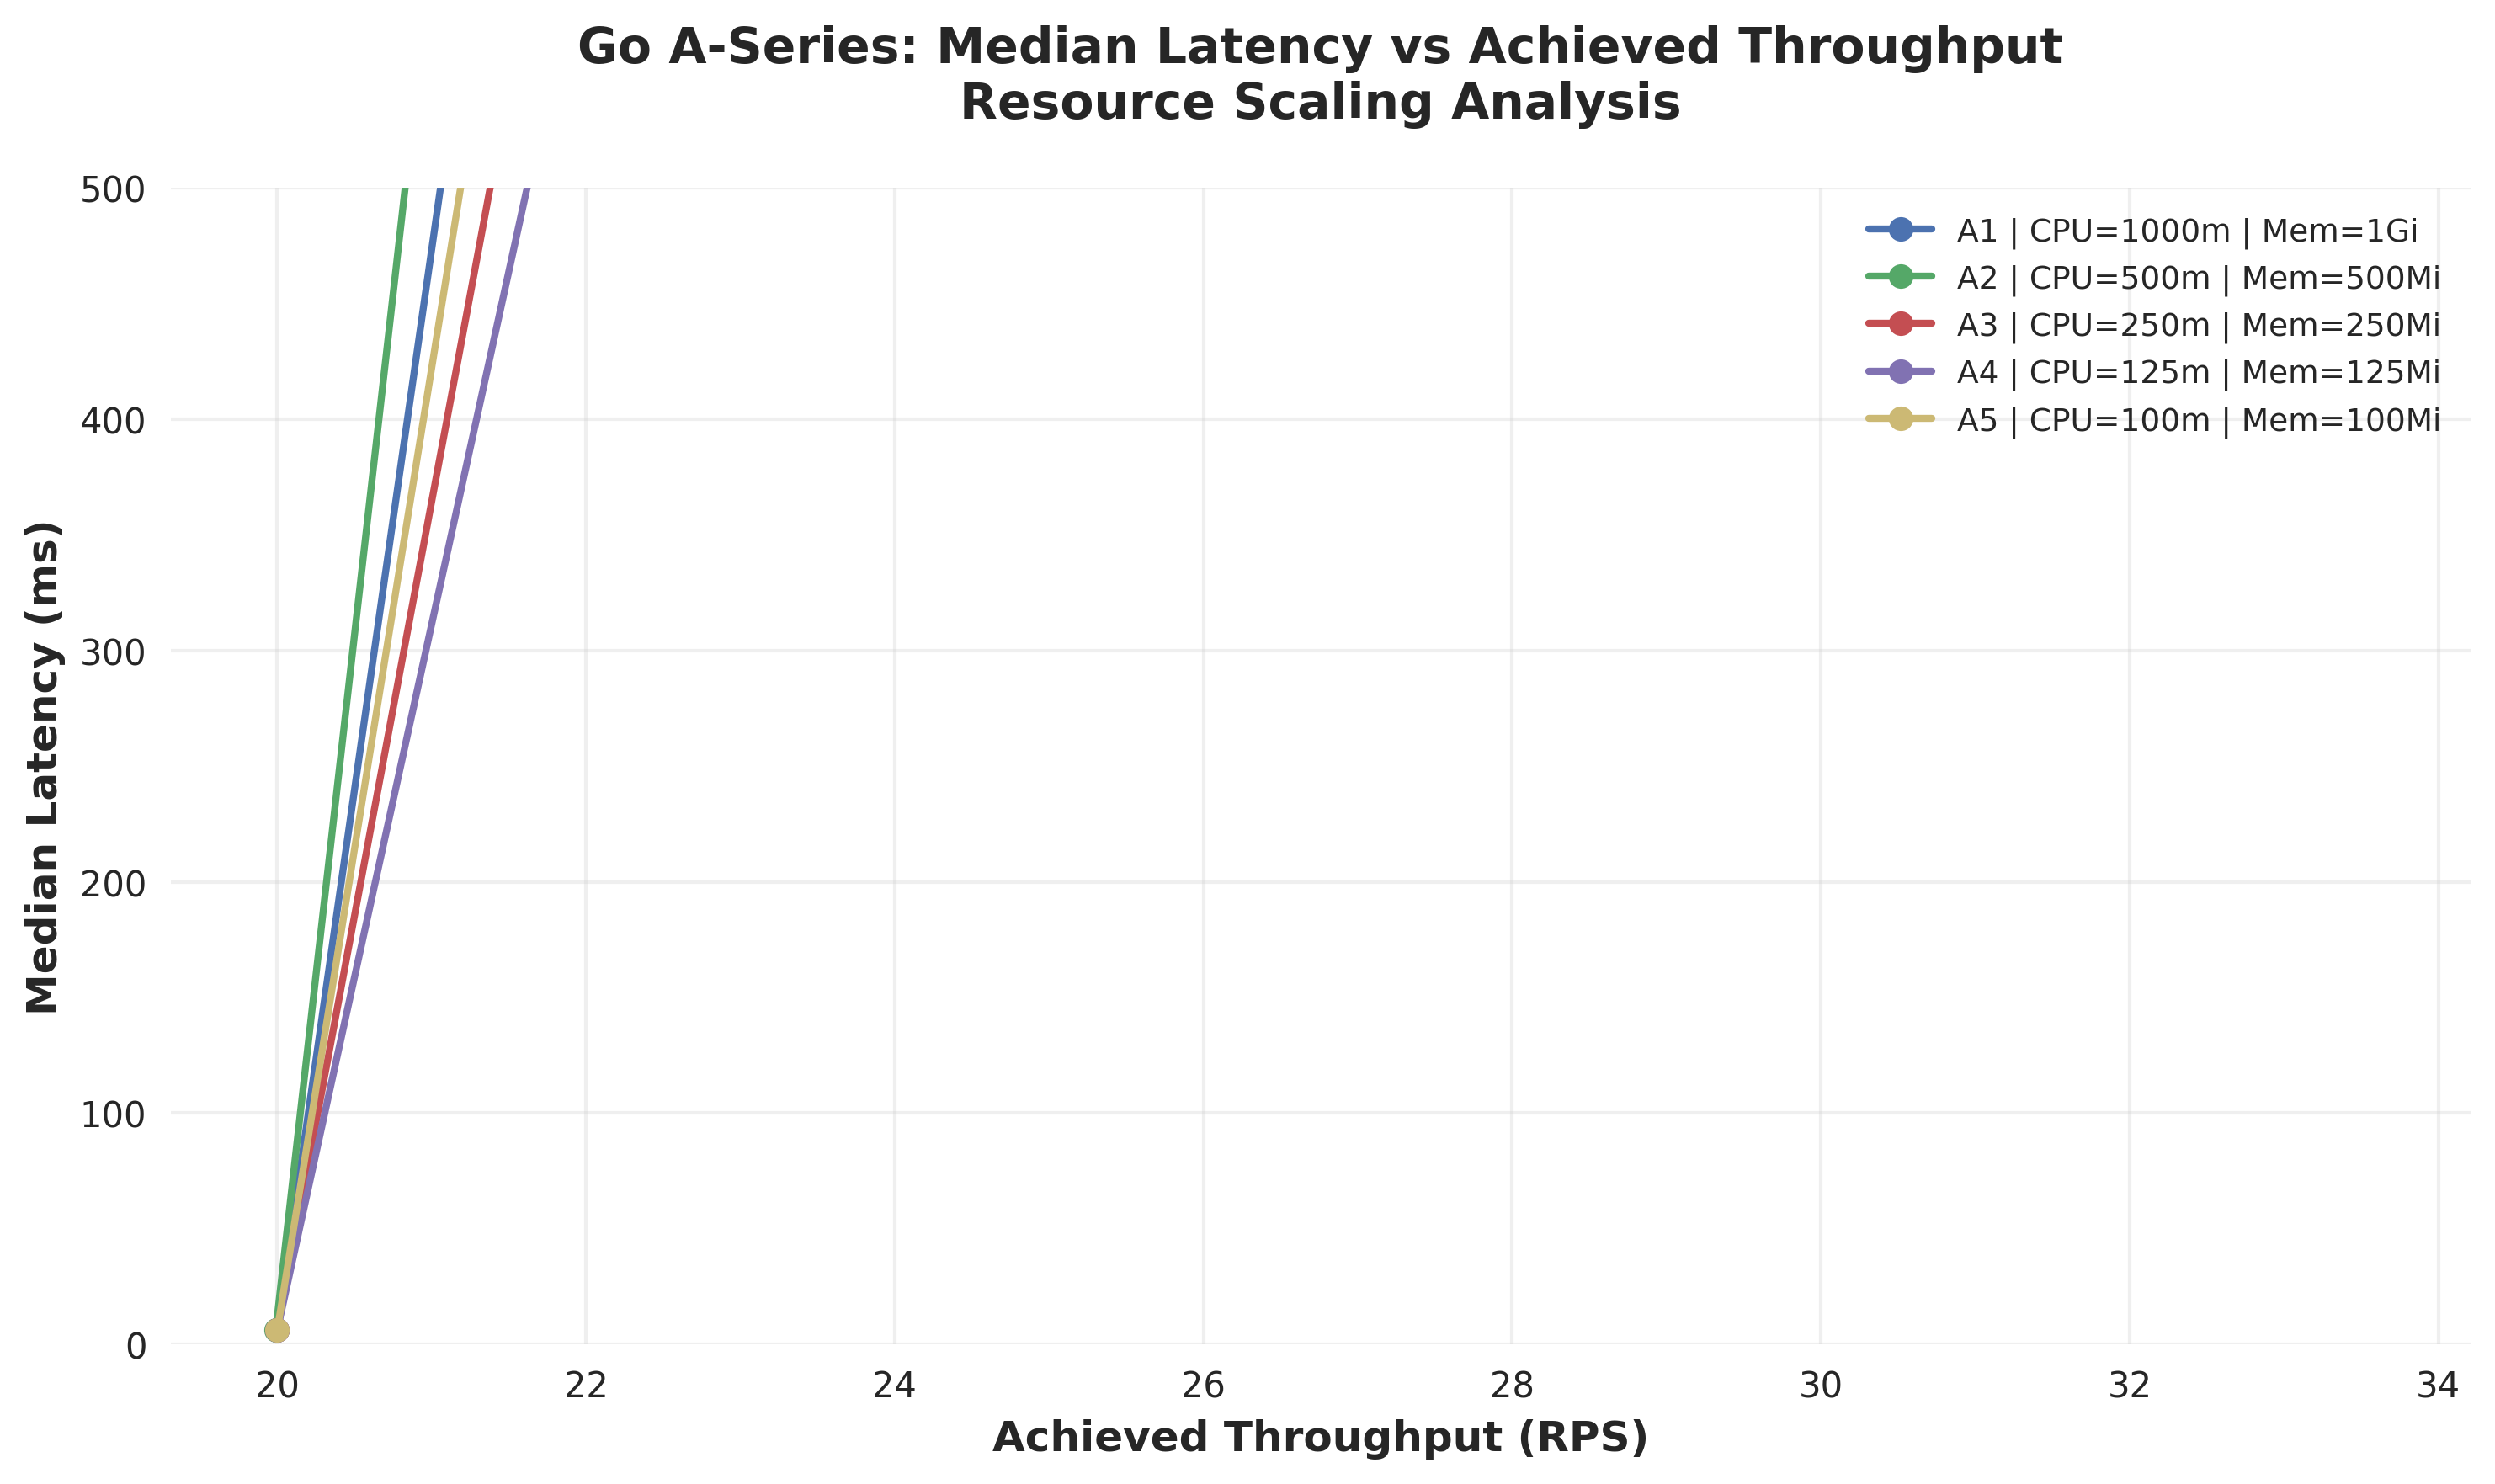 Go A-Series: Median Latency vs Achieved Throughput
Resource Scaling Analysis
500
400
300
200
100
0
Median Latency (ms)
A1 | CPU=1000m | Mem=1Gi
A2 | CPU=500m | Mem=500Mi
A3 | CPU=250m | Mem=250Mi
A4 | CPU=125m | Mem=125Mi
A5 | CPU=100m | Mem=100Mi
20 22 24 26 28 30 32 34
Achieved Throughput (RPS)